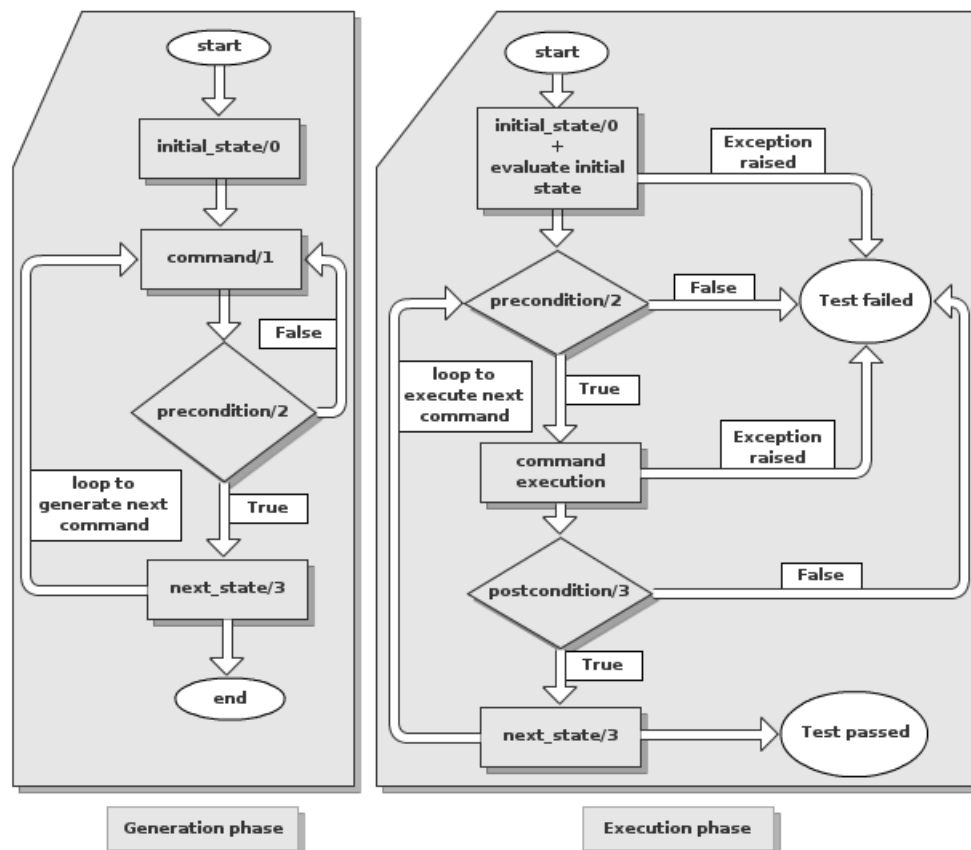 start
initial_state/0
command/1
False
precondition/2
loop to
generate next
command
True
next_state/3
end
Generation phase
start
initial_state/0
+
evaluate initial
state
Exception
raised
precondition/2
False
Test failed
loop to
execute next
command
True
command
execution
Exception
raised
postcondition/3
False
True
next_state/3
Test passed
Execution phase